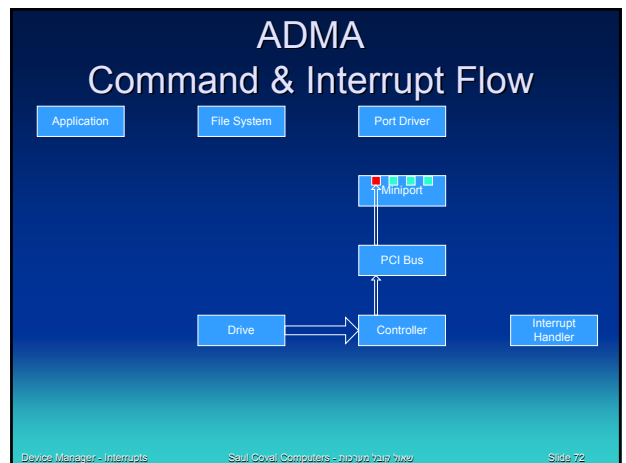 ADMA
Command & Interrupt Flow
Application
File System
Port Driver
Miniport
PCI Bus
Drive
Controller
Interrupt
Handler
Device Manager - Interrupts
Saul Coval Computers - שאול קובל מערכות
Slide 72